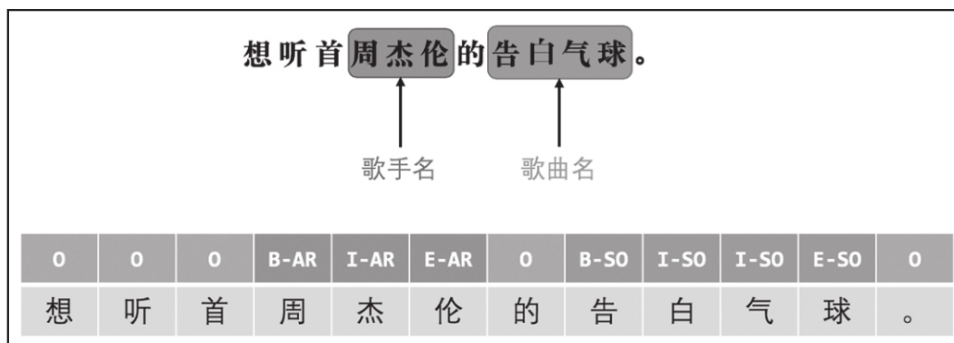 想听首周杰伦的告白气球。
歌手名 歌曲名
O O O B-AR I-AR E-AR O B-SO I-SO I-SO E-SO O
想 听 首 周 杰 伦 的 告 白 气 球 。